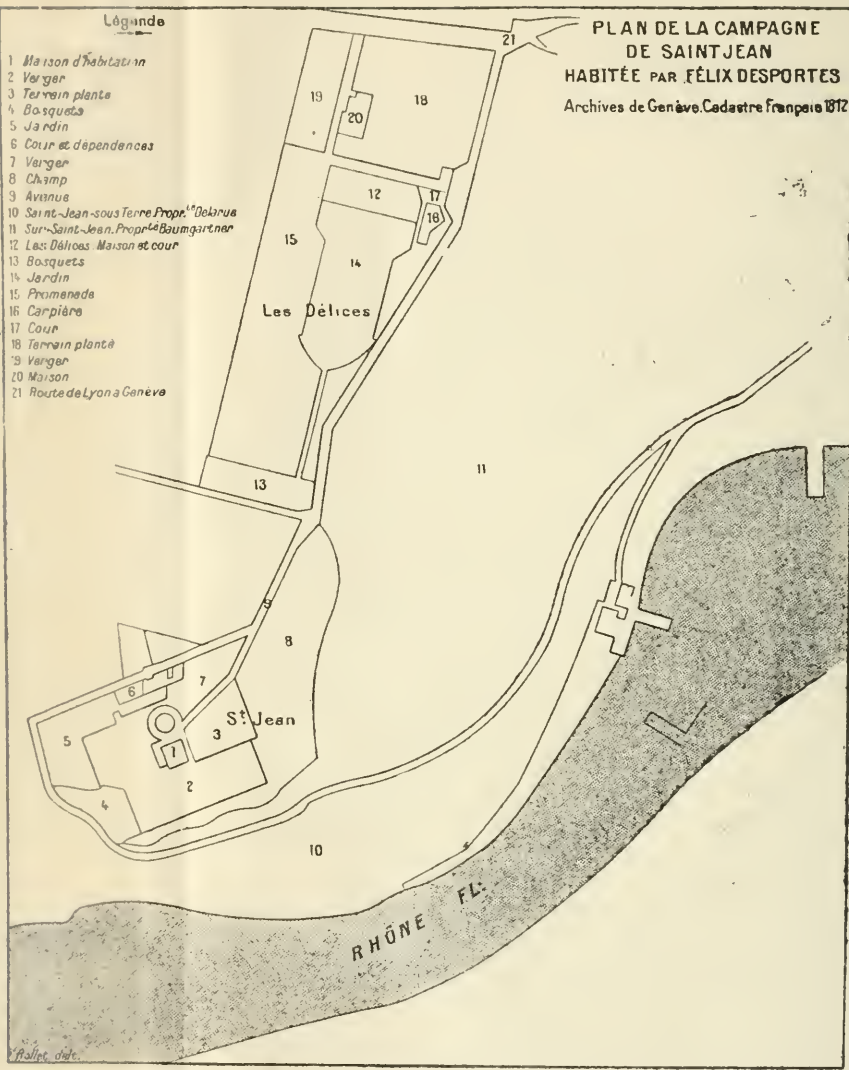 Légende
1 Maison d'habitation
2 Verger
3 Terrain planté
4 Bosquets
5 Jardin
6 Cour et dépendences
7 Verger
8 Champ
9 Avenue
10 Saint-Jean-sous Terre. Propr.té Delarue
11 Sur-Saint-Jean. Propr.té Baumgartner
12 Les Délices Maison et cour
13 Bosquets
14 Jardin
15 Promenade
16 Carpière
17 Cour
18 Terrain planté
19 Verger
20 Maison
21 Route de Lyon a Genève
PLAN DE LA CAMPAGNE
DE SAINT JEAN
HABITÉE PAR FÉLIX DESPORTES
Archives de Genève. Cadastre Français 1812
21
19
20
18
12
17
16
15
14
Les Délices
13
11
9
8
7
6
St Jean
5
3
1
2
4
10
RHÔNE FL.